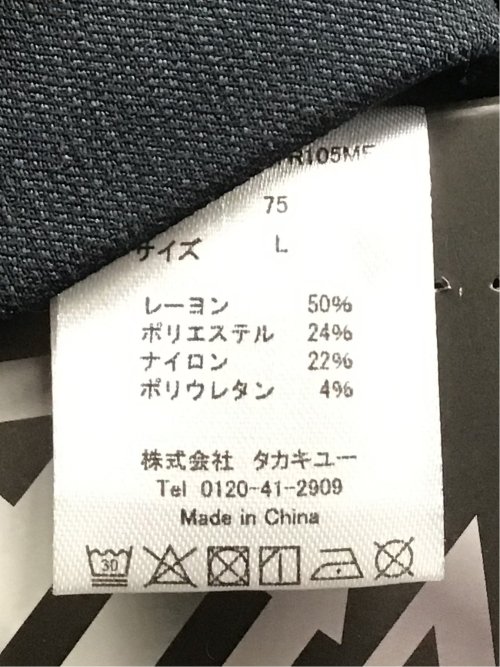 R105M
75
サイズ L
レーヨン 50%
ポリエステル 24%
ナイロン 22%
ポリウレタン 4%
株式会社 タカキユー
Tel 0120-41-2909
Made in China
30